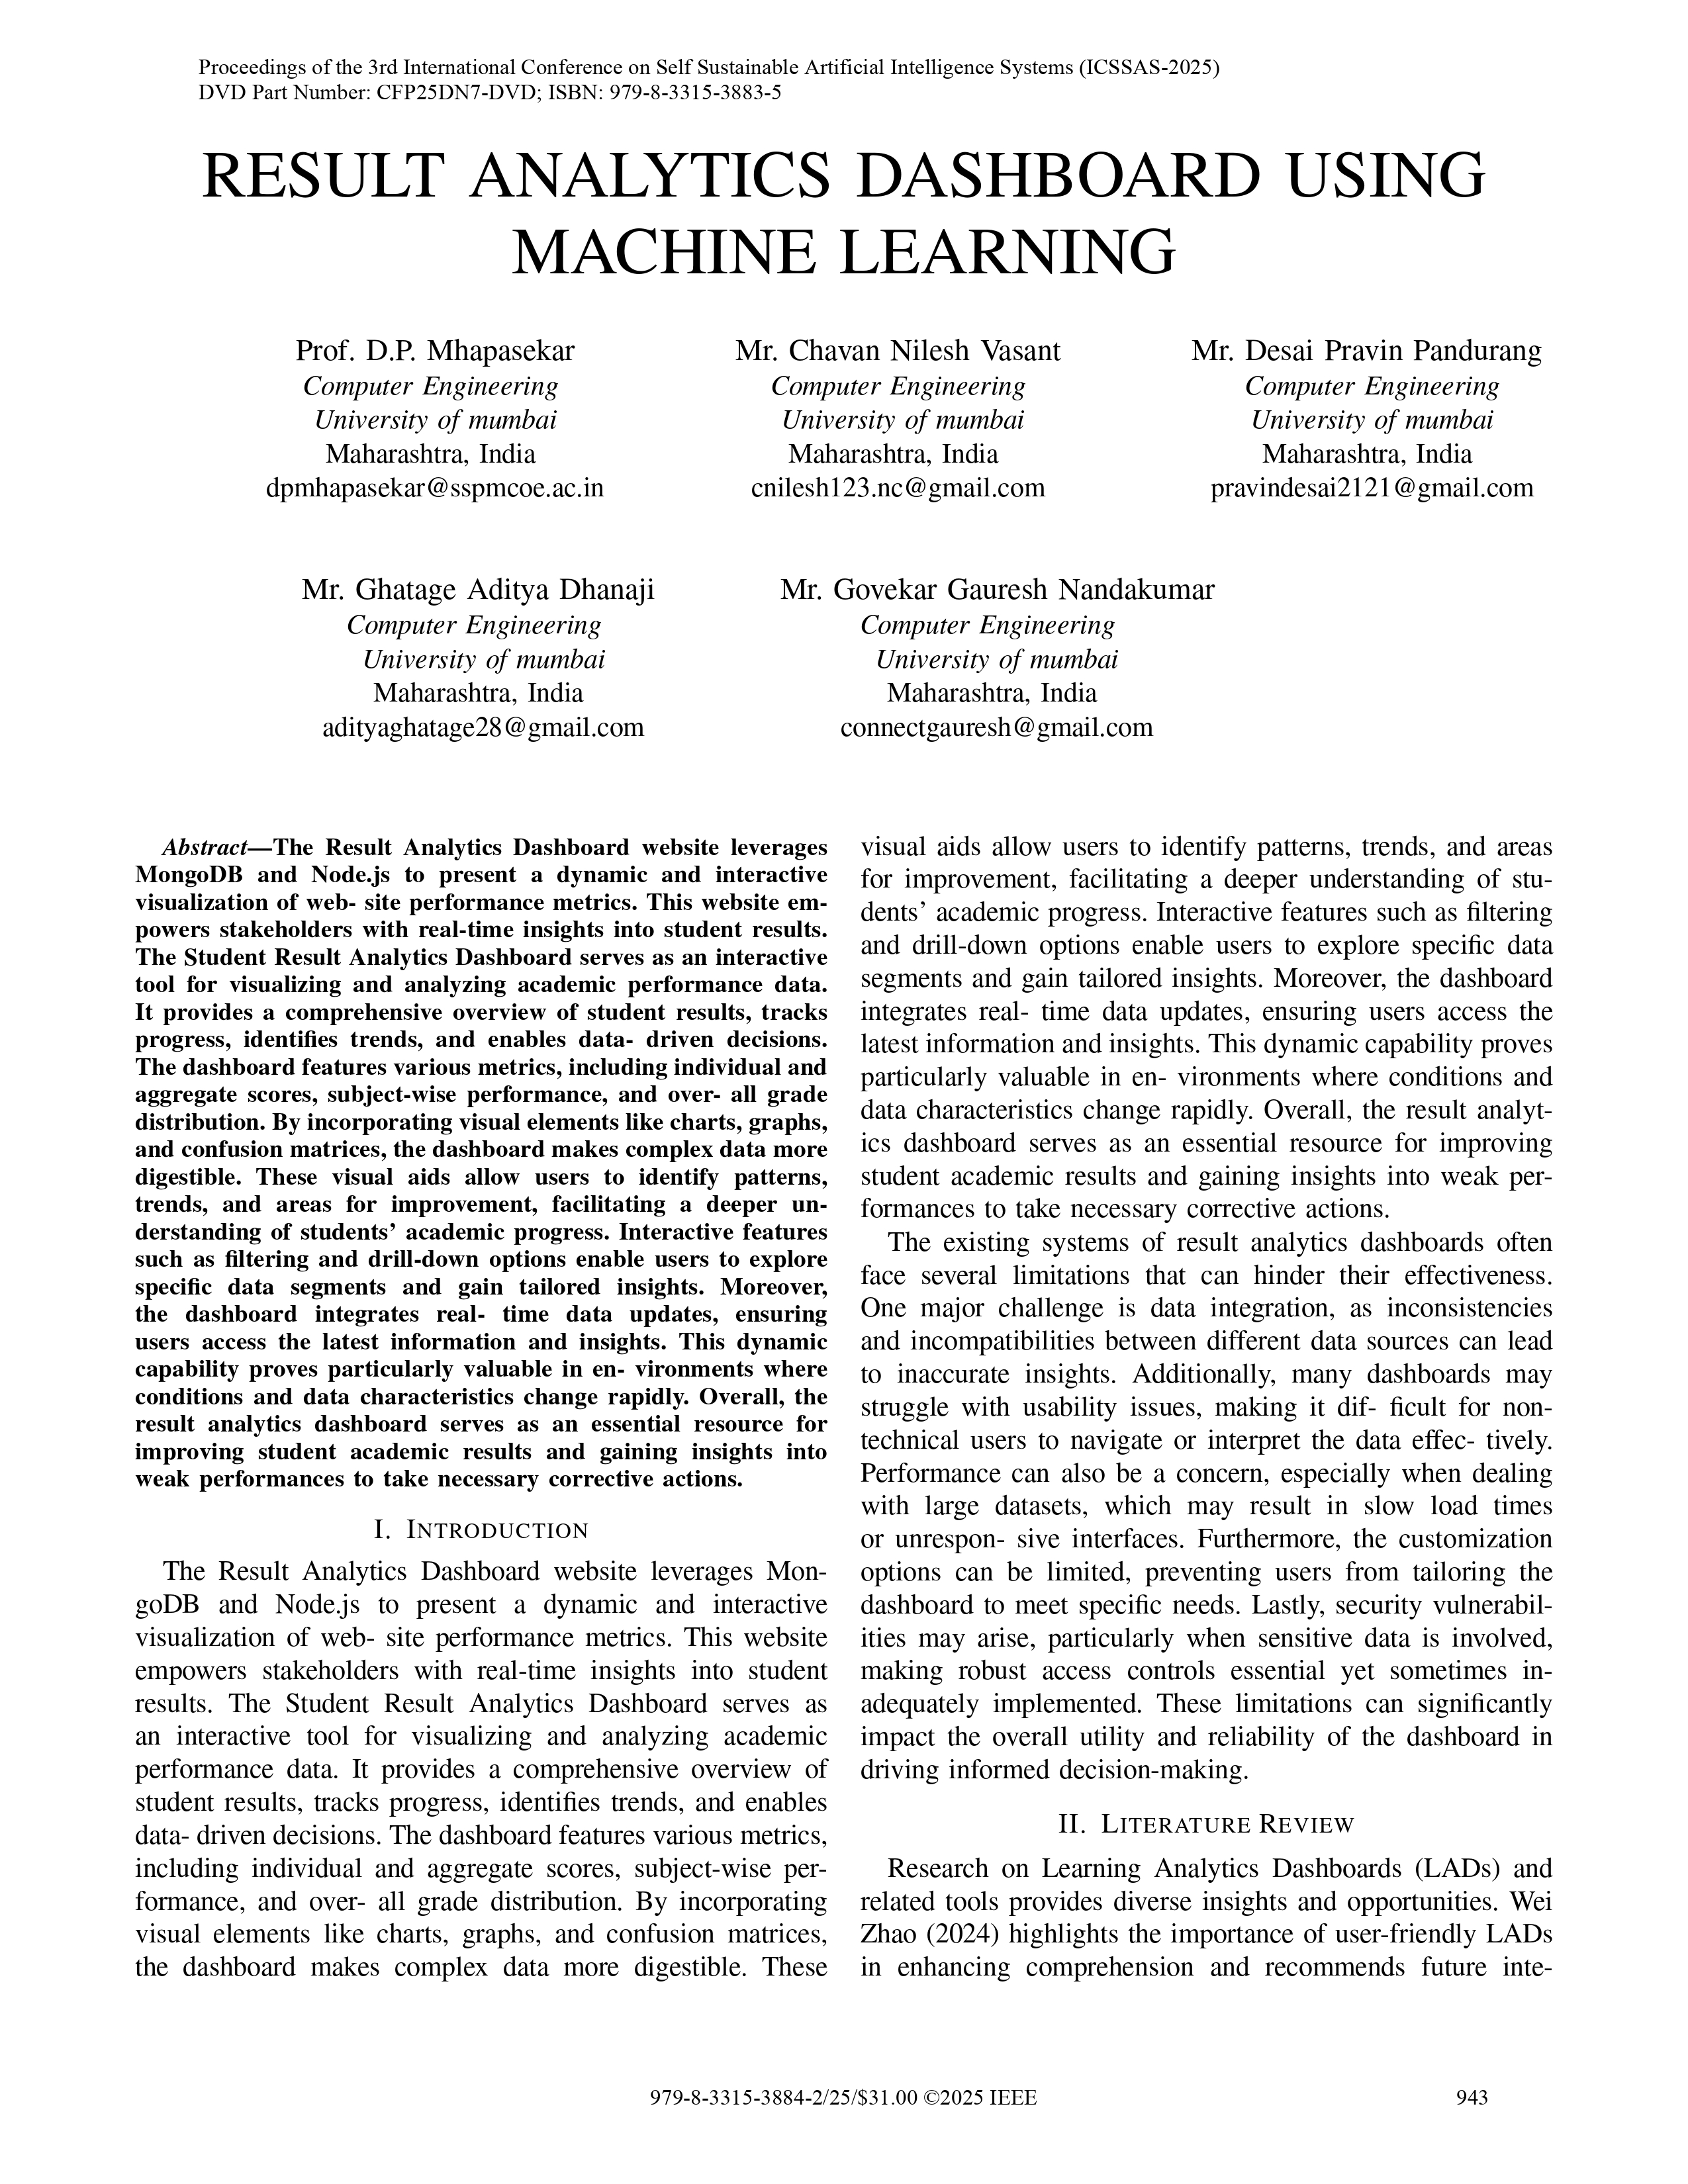 Proceedings of the 3rd International Conference on Self Sustainable Artificial Intelligence Systems (ICSSAS-2025)
DVD Part Number: CFP25DN7-DVD; ISBN: 979-8-3315-3883-5
RESULT ANALYTICS DASHBOARD USING
MACHINE LEARNING
Prof. D.P. Mhapasekar
Computer Engineering
University of mumbai
Maharashtra, India
dpmhapasekar@sspmcoe.ac.in
Mr. Chavan Nilesh Vasant
Computer Engineering
University of mumbai
Maharashtra, India
cnilesh123.nc@gmail.com
Mr. Desai Pravin Pandurang
Computer Engineering
University of mumbai
Maharashtra, India
pravindesai2121@gmail.com
Mr. Ghatage Aditya Dhanaji
Computer Engineering
University of mumbai
Maharashtra, India
adityaghatage28@gmail.com
Mr. Govekar Gauresh Nandakumar
Computer Engineering
University of mumbai
Maharashtra, India
connectgauresh@gmail.com
Abstract—The Result Analytics Dashboard website leverages
MongoDB and Node.js to present a dynamic and interactive
visualization of web- site performance metrics. This website em-
powers stakeholders with real-time insights into student results.
The Student Result Analytics Dashboard serves as an interactive
tool for visualizing and analyzing academic performance data.
It provides a comprehensive overview of student results, tracks
progress, identifies trends, and enables data- driven decisions.
The dashboard features various metrics, including individual and
aggregate scores, subject-wise performance, and over- all grade
distribution. By incorporating visual elements like charts, graphs,
and confusion matrices, the dashboard makes complex data more
digestible. These visual aids allow users to identify patterns,
trends, and areas for improvement, facilitating a deeper un-
derstanding of students’ academic progress. Interactive features
such as filtering and drill-down options enable users to explore
specific data segments and gain tailored insights. Moreover,
the dashboard integrates real- time data updates, ensuring
users access the latest information and insights. This dynamic
capability proves particularly valuable in en- vironments where
conditions and data characteristics change rapidly. Overall, the
result analytics dashboard serves as an essential resource for
improving student academic results and gaining insights into
weak performances to take necessary corrective actions.
I. INTRODUCTION
The Result Analytics Dashboard website leverages Mon-
goDB and Node.js to present a dynamic and interactive
visualization of web- site performance metrics. This website
empowers stakeholders with real-time insights into student
results. The Student Result Analytics Dashboard serves as
an interactive tool for visualizing and analyzing academic
performance data. It provides a comprehensive overview of
student results, tracks progress, identifies trends, and enables
data- driven decisions. The dashboard features various metrics,
including individual and aggregate scores, subject-wise per-
formance, and over- all grade distribution. By incorporating
visual elements like charts, graphs, and confusion matrices,
the dashboard makes complex data more digestible. These
visual aids allow users to identify patterns, trends, and areas
for improvement, facilitating a deeper understanding of stu-
dents’ academic progress. Interactive features such as filtering
and drill-down options enable users to explore specific data
segments and gain tailored insights. Moreover, the dashboard
integrates real- time data updates, ensuring users access the
latest information and insights. This dynamic capability proves
particularly valuable in en- vironments where conditions and
data characteristics change rapidly. Overall, the result analyt-
ics dashboard serves as an essential resource for improving
student academic results and gaining insights into weak per-
formances to take necessary corrective actions.
The existing systems of result analytics dashboards often
face several limitations that can hinder their effectiveness.
One major challenge is data integration, as inconsistencies
and incompatibilities between different data sources can lead
to inaccurate insights. Additionally, many dashboards may
struggle with usability issues, making it dif- ficult for non-
technical users to navigate or interpret the data effec- tively.
Performance can also be a concern, especially when dealing
with large datasets, which may result in slow load times
or unrespon- sive interfaces. Furthermore, the customization
options can be limited, preventing users from tailoring the
dashboard to meet specific needs. Lastly, security vulnerabil-
ities may arise, particularly when sensitive data is involved,
making robust access controls essential yet sometimes in-
adequately implemented. These limitations can significantly
impact the overall utility and reliability of the dashboard in
driving informed decision-making.
II. LITERATURE REVIEW
Research on Learning Analytics Dashboards (LADs) and
related tools provides diverse insights and opportunities. Wei
Zhao (2024) highlights the importance of user-friendly LADs
in enhancing comprehension and recommends future inte-
979-8-3315-3884-2/25/$31.00 ©2025 IEEE
943